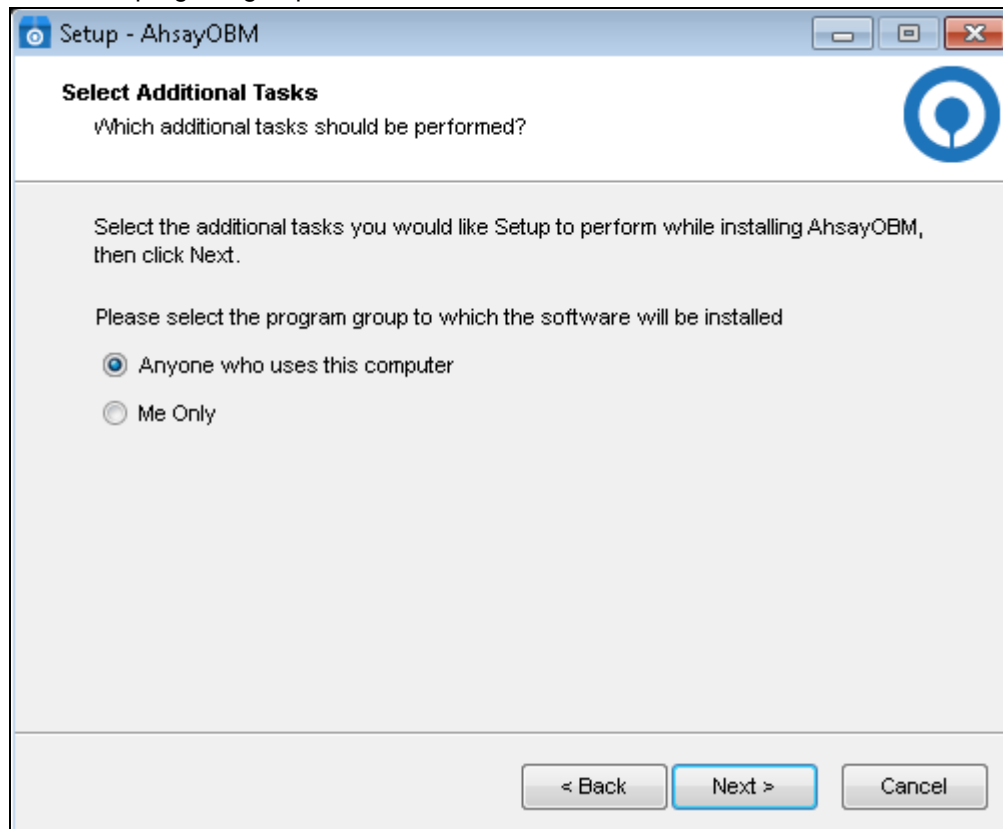 Setup - AhsayOBM
Select Additional Tasks
Which additional tasks should be performed?
Select the additional tasks you would like Setup to perform while installing AhsayOBM,
then click Next.
Please select the program group to which the software will be installed
Anyone who uses this computer
Me Only
< Back
Next >
Cancel